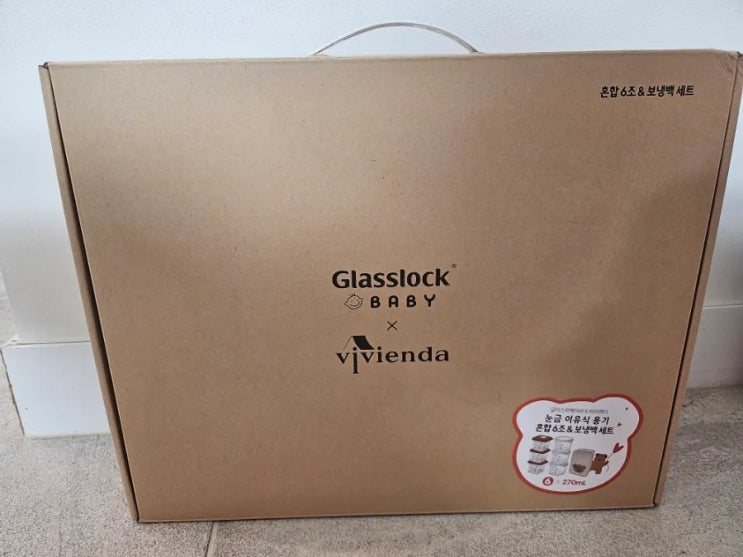 혼합 6조 & 보냉백 세트
Glasslock®
BABY
×
vivienda
글라스락베이비 X 비비엔다
눈금 이유식 용기
혼합 6조 & 보냉백 세트
6 × 270mL